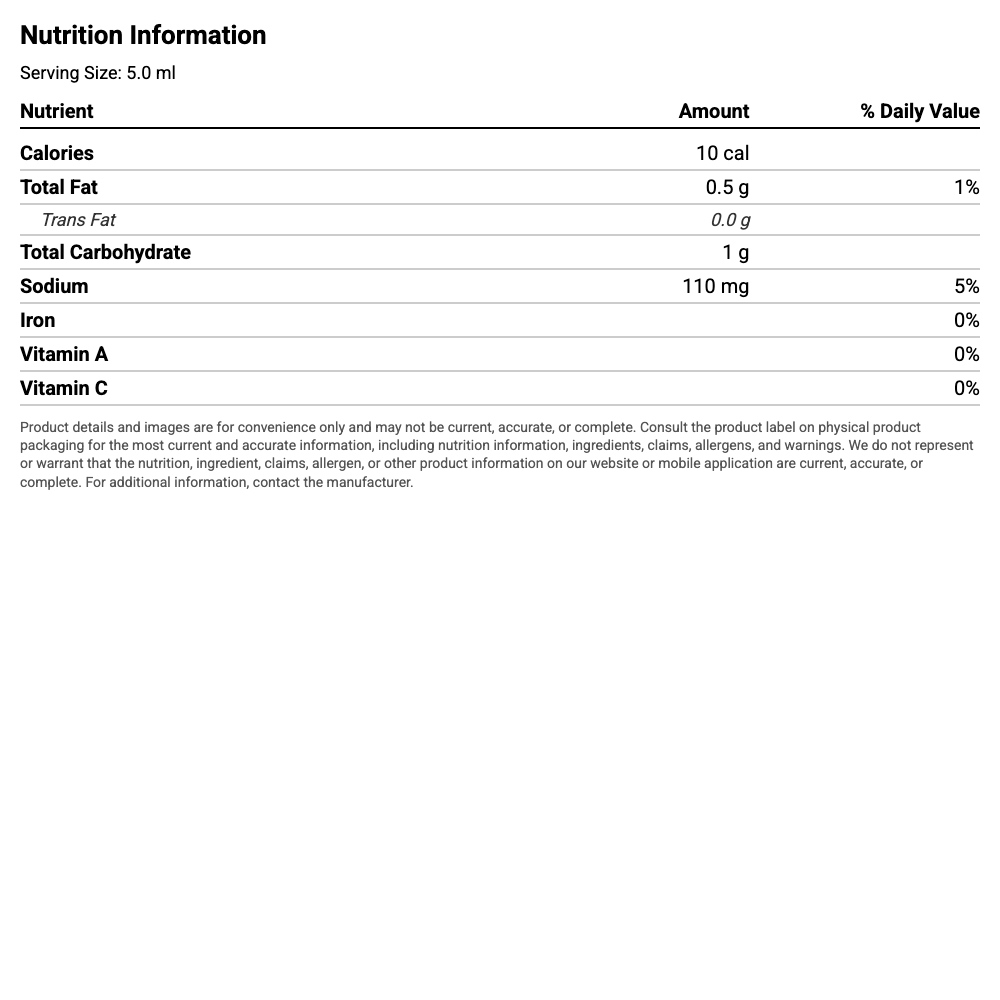 Nutrition Information
Serving Size: 5.0 ml
Nutrient Amount % Daily Value
Calories 10 cal
Total Fat 0.5 g 1%
Trans Fat 0.0 g
Total Carbohydrate 1 g
Sodium 110 mg 5%
Iron 0%
Vitamin A 0%
Vitamin C 0%
Product details and images are for convenience only and may not be current, accurate, or complete. Consult the product label on physical product
packaging for the most current and accurate information, including nutrition information, ingredients, claims, allergens, and warnings. We do not represent
or warrant that the nutrition, ingredient, claims, allergen, or other product information on our website or mobile application are current, accurate, or
complete. For additional information, contact the manufacturer.